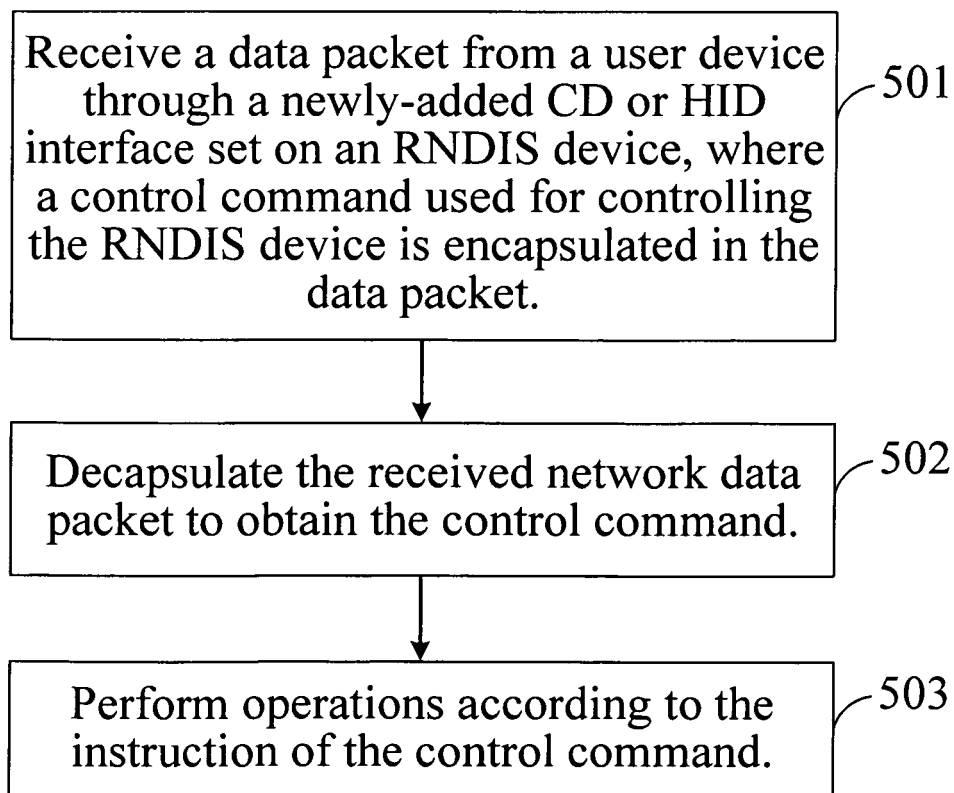 Receive a data packet from a user device
through a newly-added CD or HID
interface set on an RNDIS device, where
a control command used for controlling
the RNDIS device is encapsulated in the
data packet.
501
Decapsulate the received network data
packet to obtain the control command.
502
Perform operations according to the
instruction of the control command.
503